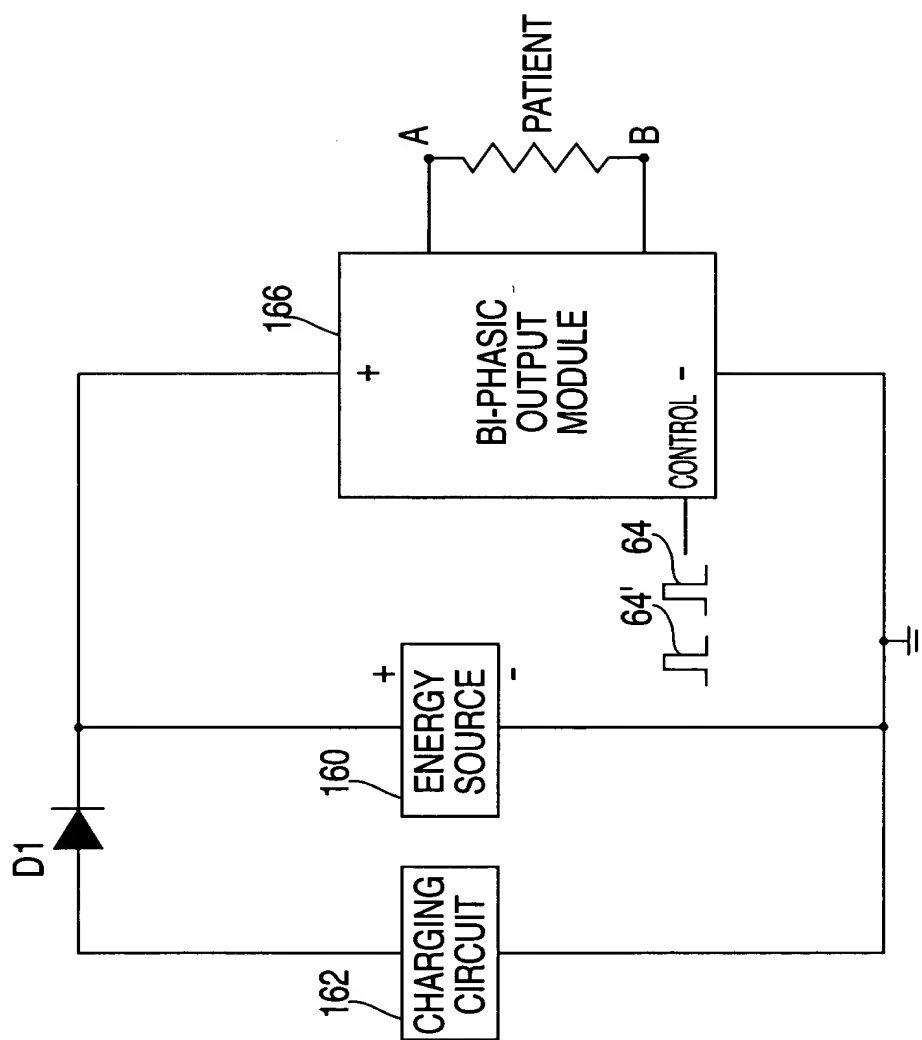 D1
162
CHARGING
CIRCUIT
160
ENERGY
SOURCE
+
-
64'
64
166
+
BI-PHASIC
OUTPUT
MODULE
CONTROL
-
A
PATIENT
B